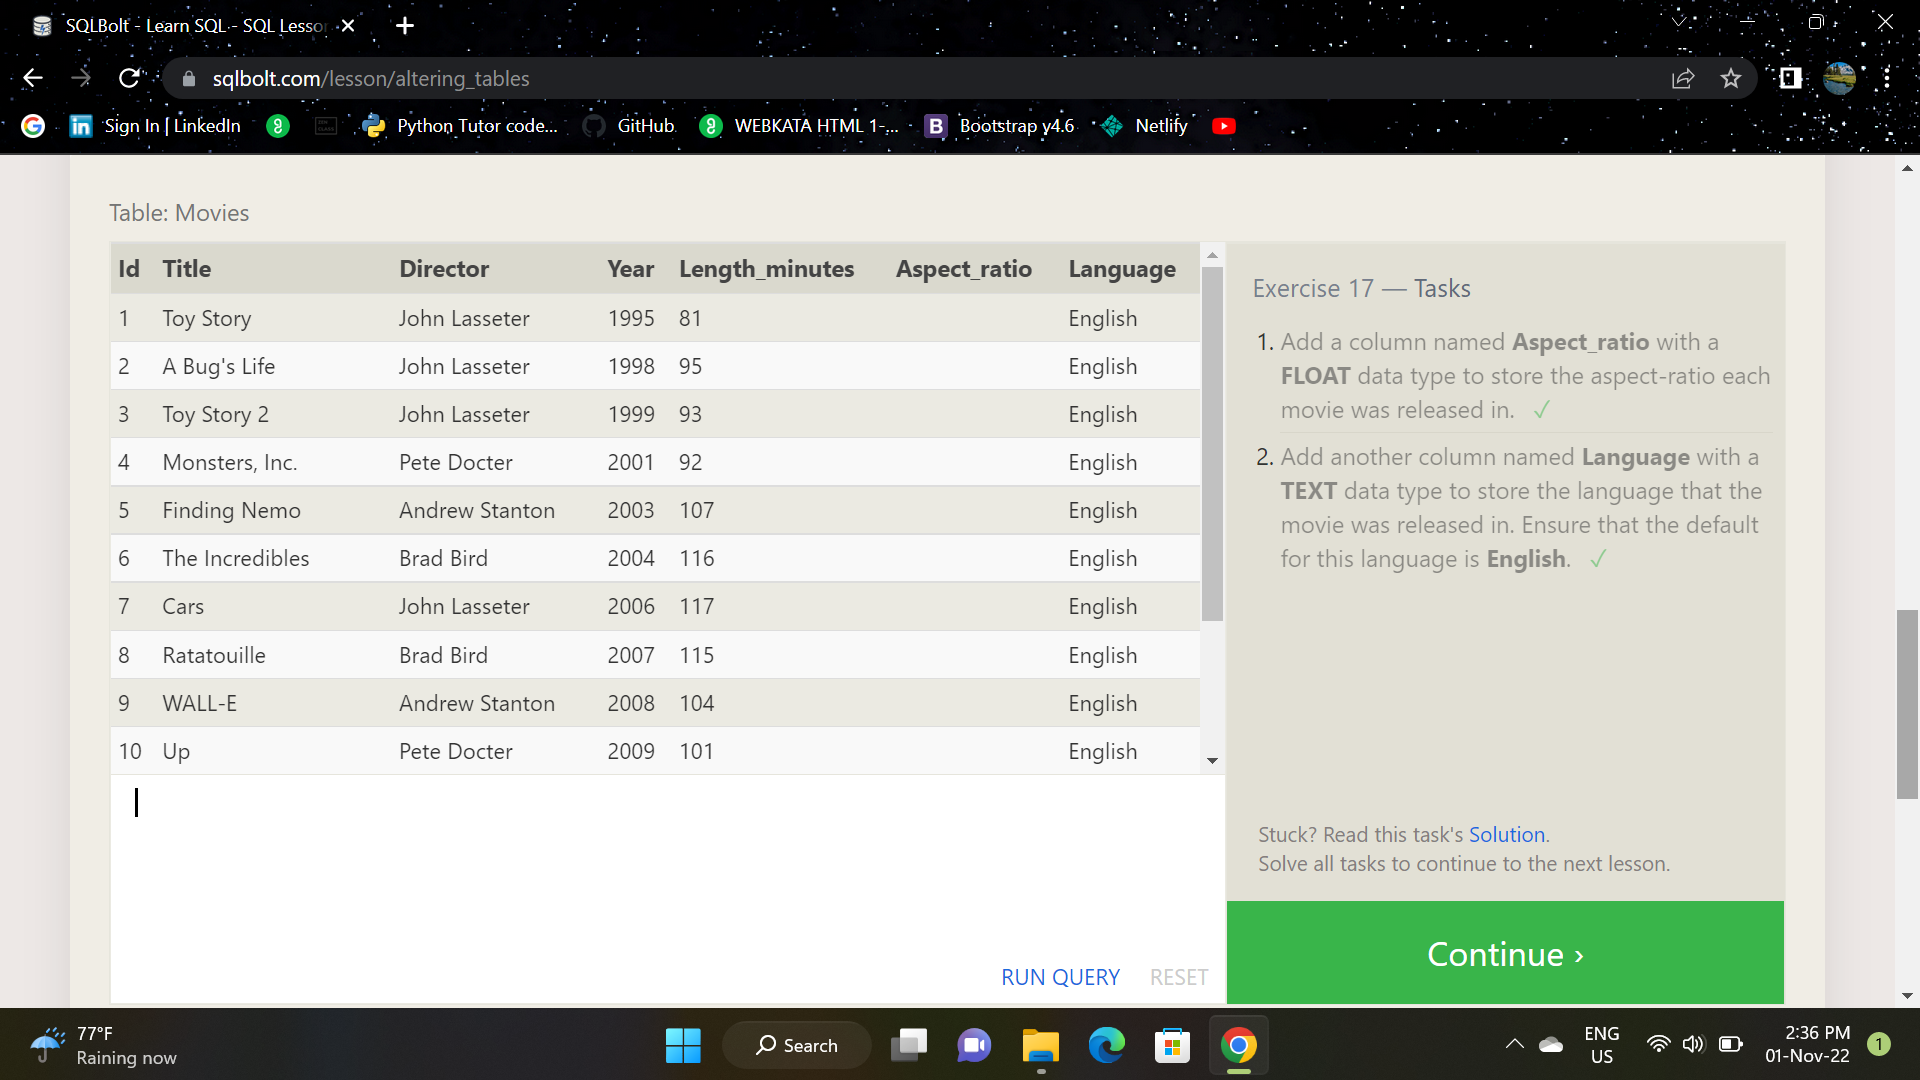 SQLBolt - Learn SQL - SQL Lesso
sqlbolt.com/lesson/altering_tables
Sign In | LinkedIn
Python Tutor code...
GitHub
WEBKATA HTML 1-...
Bootstrap v4.6
Netlify
Table: Movies
Id Title Director Year Length_minutes Aspect_ratio Language
1 Toy Story John Lasseter 1995 81 English
2 A Bug's Life John Lasseter 1998 95 English
3 Toy Story 2 John Lasseter 1999 93 English
4 Monsters, Inc. Pete Docter 2001 92 English
5 Finding Nemo Andrew Stanton 2003 107 English
6 The Incredibles Brad Bird 2004 116 English
7 Cars John Lasseter 2006 117 English
8 Ratatouille Brad Bird 2007 115 English
9 WALL-E Andrew Stanton 2008 104 English
10 Up Pete Docter 2009 101 English
RUN QUERY RESET
Exercise 17 — Tasks
1. Add a column named Aspect_ratio with a
FLOAT data type to store the aspect-ratio each
movie was released in. ✓
2. Add another column named Language with a
TEXT data type to store the language that the
movie was released in. Ensure that the default
for this language is English. ✓
Stuck? Read this task's Solution.
Solve all tasks to continue to the next lesson.
Continue ›
77°F
Raining now
Search
ENG
US
2:36 PM
01-Nov-22
1